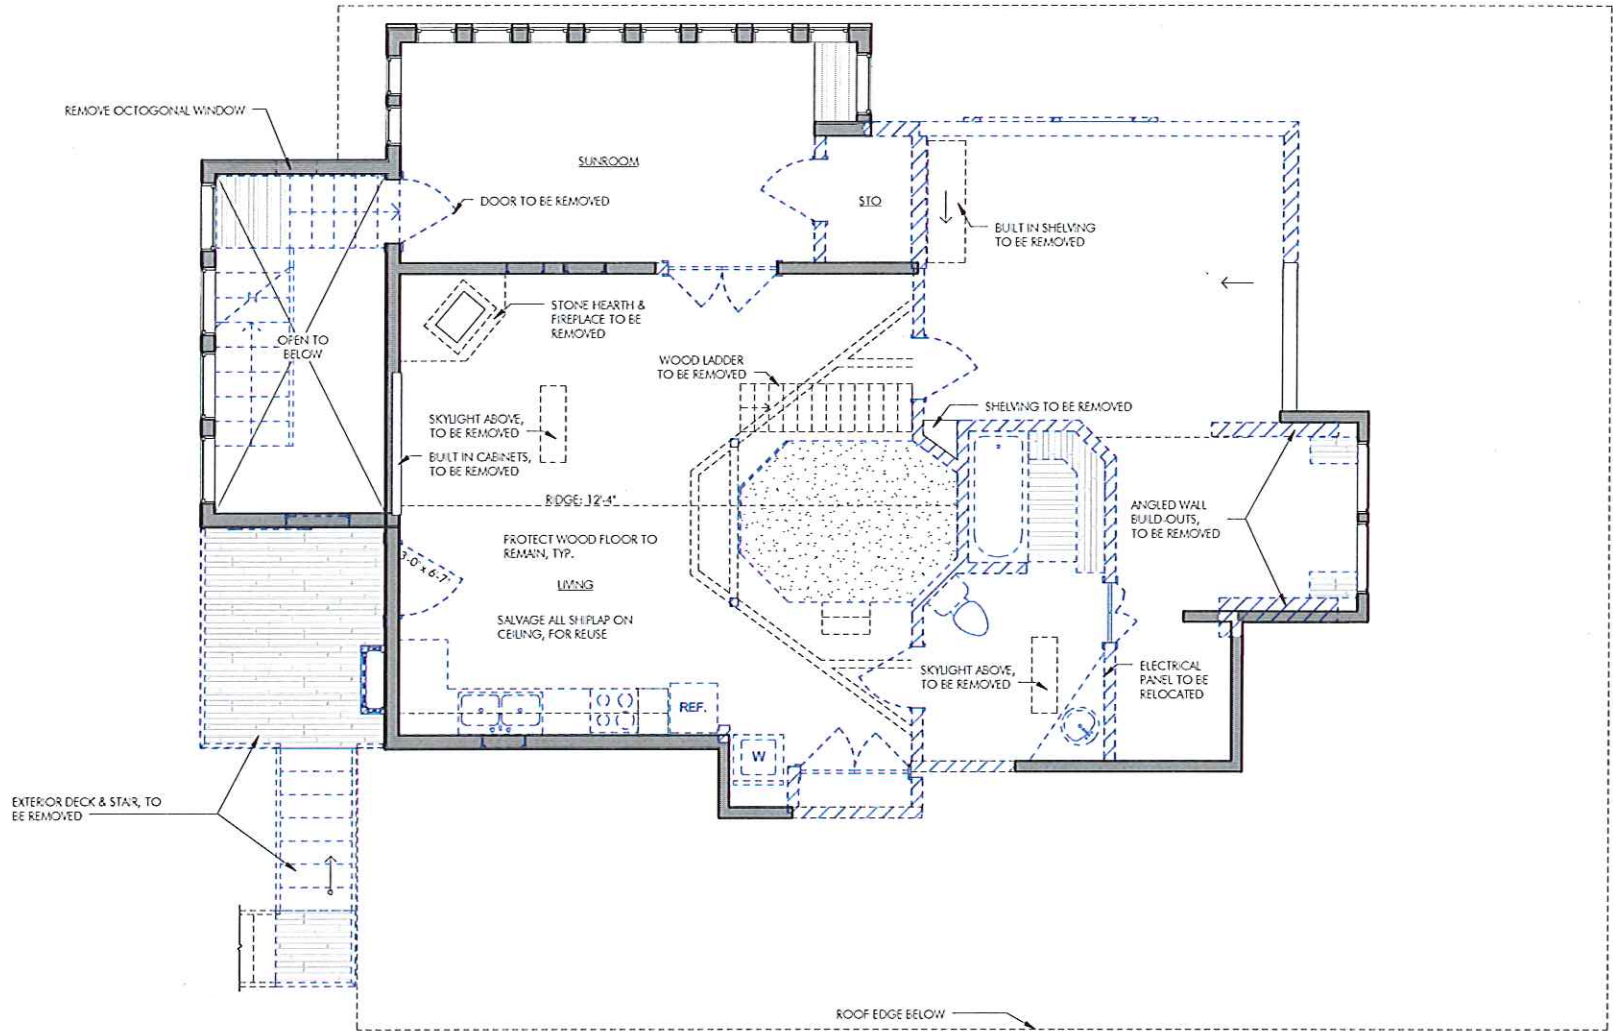 REMOVE OCTOGONAL WINDOW
SUNROOM
DOOR TO BE REMOVED
STO
BUILT IN SHELVING
TO BE REMOVED
STONE HEARTH &
FIREPLACE TO BE
REMOVED
OPEN TO
BELOW
WOOD LADDER
TO BE REMOVED
SKYLIGHT ABOVE,
TO BE REMOVED
SHELVING TO BE REMOVED
BUILT IN CABINETS,
TO BE REMOVED
RIDGE: 12'-4"
ANGLED WALL
BUILD-OUTS,
TO BE REMOVED
PROTECT WOOD FLOOR TO
REMAIN, TYP.
3'-0" x 6'-7"
LIVING
SALVAGE ALL SHIPLAP ON
CEILING, FOR REUSE
SKYLIGHT ABOVE,
TO BE REMOVED
ELECTRICAL
PANEL TO BE
RELOCATED
REF.
W
EXTERIOR DECK & STAIR, TO
BE REMOVED
ROOF EDGE BELOW